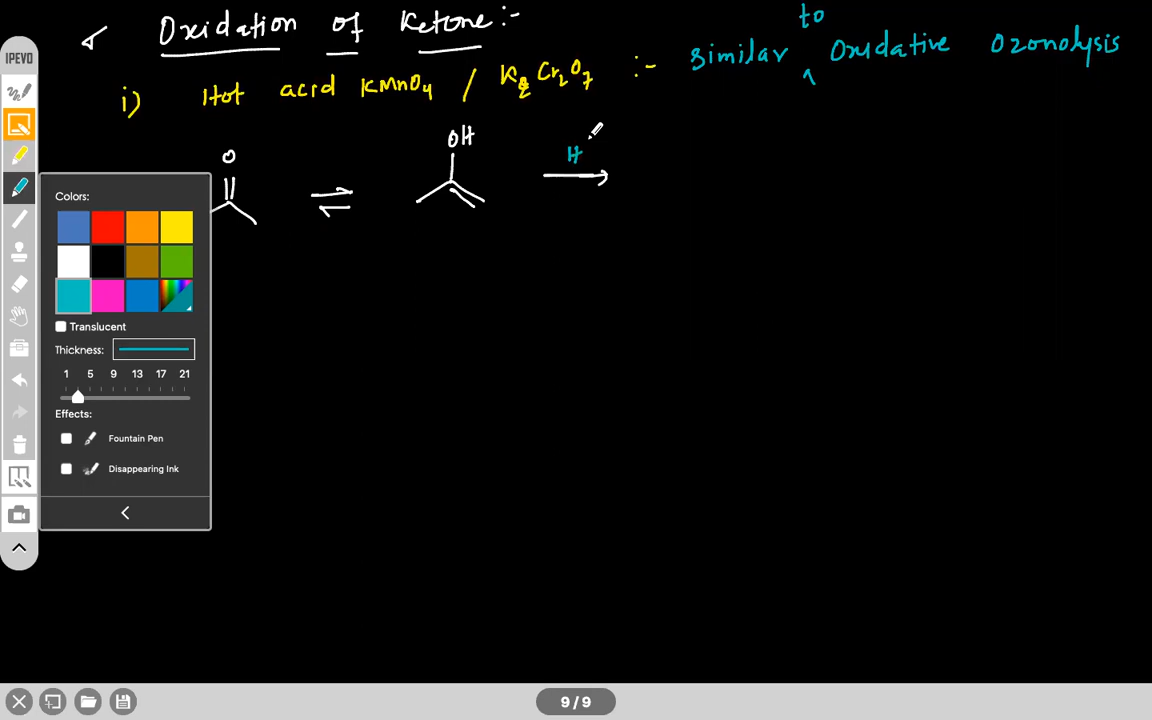 Oxidation of Ketone:-
to
similar ^ Oxidative Ozonolysis
i) Hot acid KMnO4 / K2Cr2O7 :-
OH
O
H
IPEVO
Colors:
Translucent
Thickness:
1 5 9 13 17 21
Effects:
Fountain Pen
Disappearing Ink
9/9